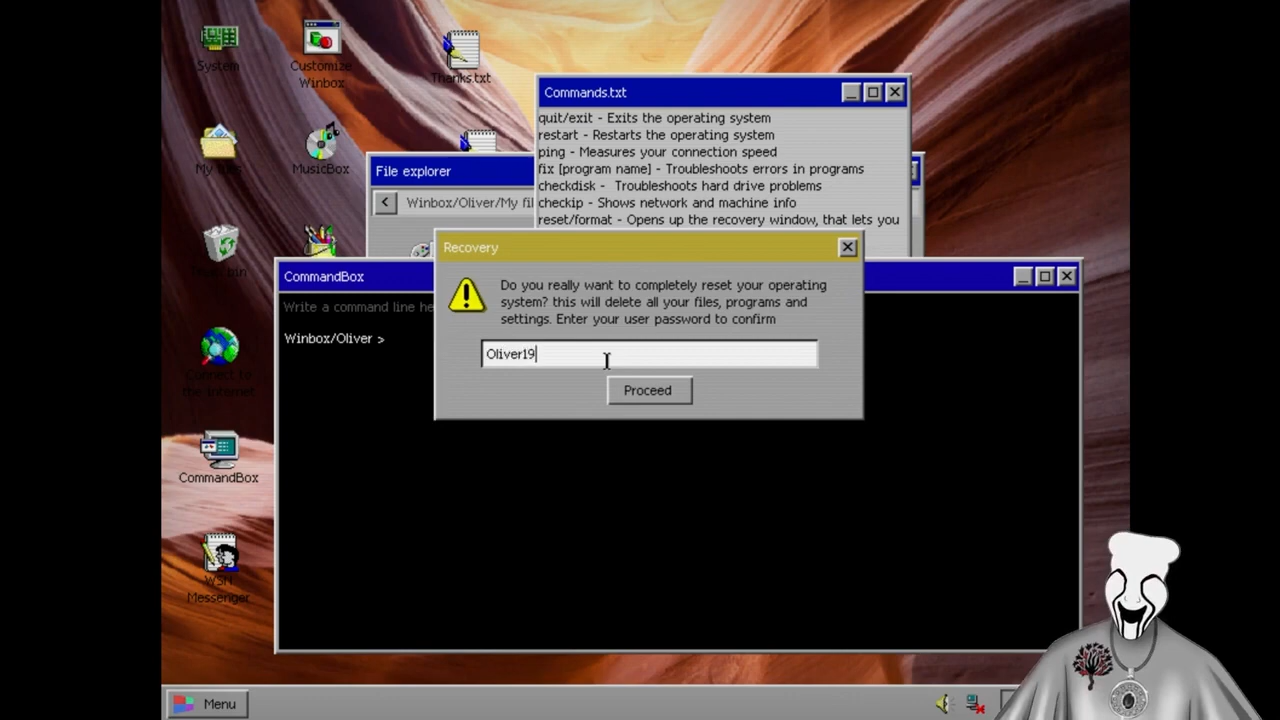 System
Customize
Winbox
Thanks.txt
Commands.txt
quit/exit - Exits the operating system
restart - Restarts the operating system
ping - Measures your connection speed
fix [program name] - Troubleshoots errors in programs
checkdisk - Troubleshoots hard drive problems
checkip - Shows network and machine info
reset/format - Opens up the recovery window, that lets you
MusicBox
File explorer
Winbox/Oliver/My fil
Recovery
Do you really want to completely reset your operating
system? this will delete all your files, programs and
settings. Enter your user password to confirm
Oliver19
Proceed
CommandBox
Write a command line he
Winbox/Oliver >
Connect to
the internet
CommandBox
WSN
Messenger
Menu